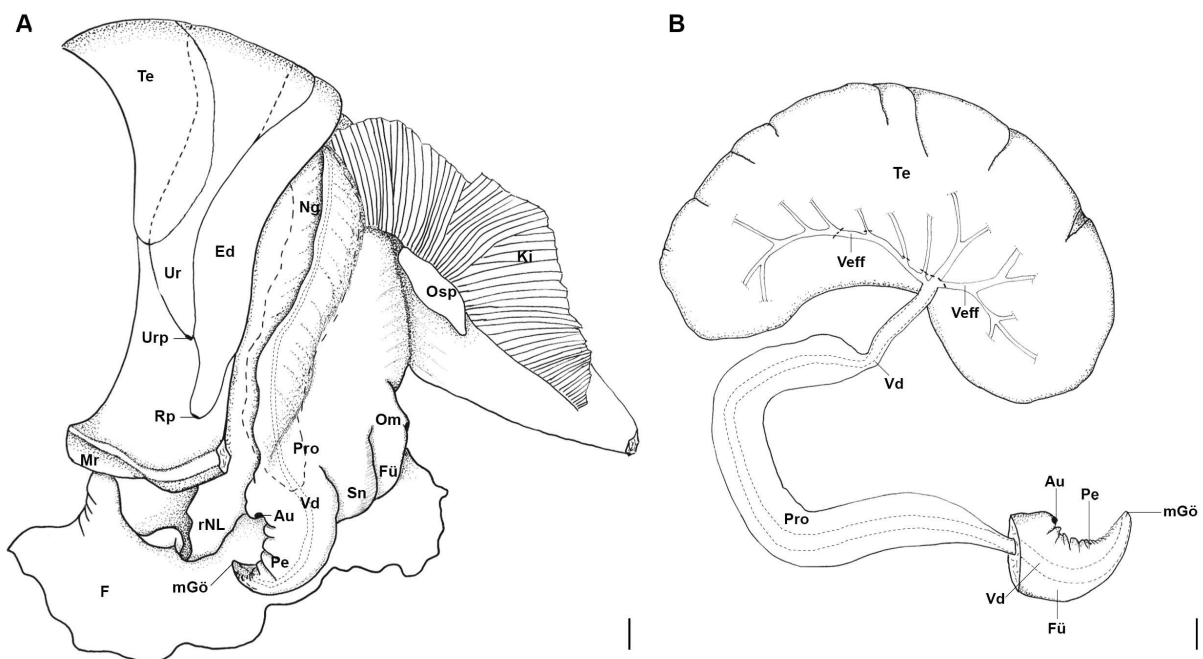 A
Te
Ng
Ki
Ed
Ur
Osp
Urp
Rp
Om
Mr
Pro
Fü
Sn
Vd
Au
rNL
Pe
mGö
F
B
Te
Veff
Veff
Vd
Au
Pe
mGö
Pro
Vd
Fü